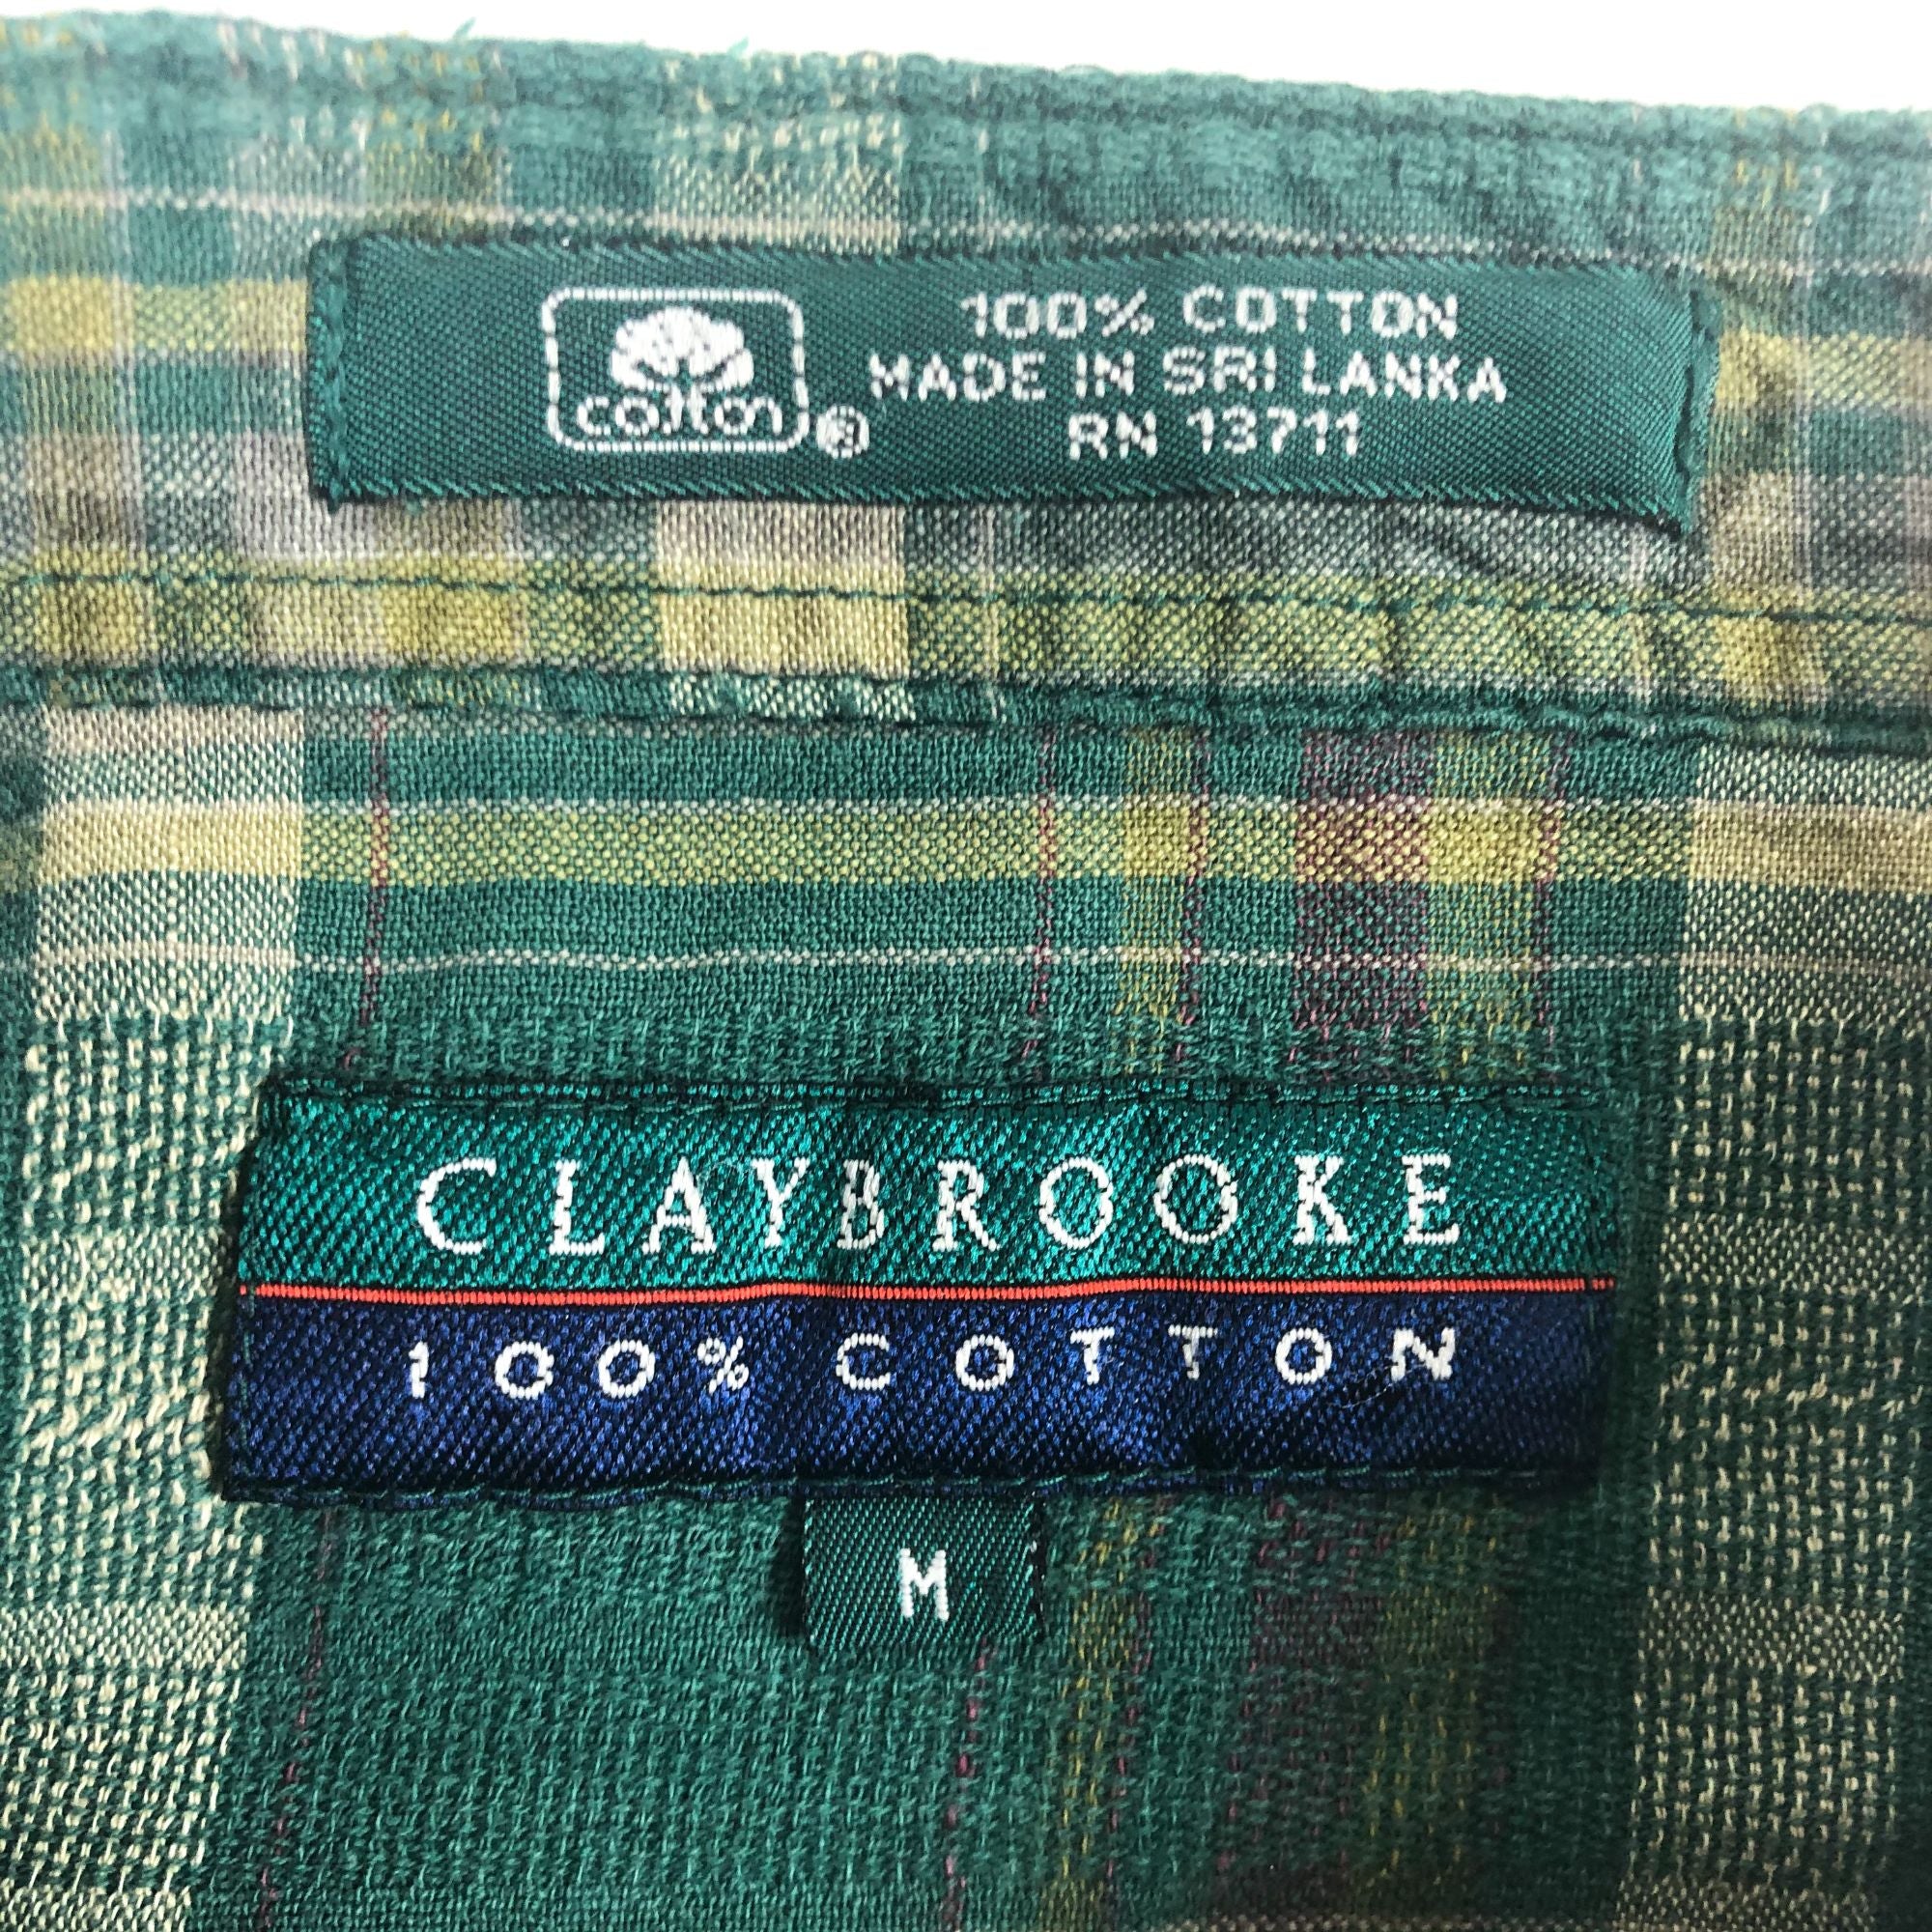 cotton ®
100% COTTON
MADE IN SRI LANKA
RN 13711
CLAYBROOKE
100% COTTON
M